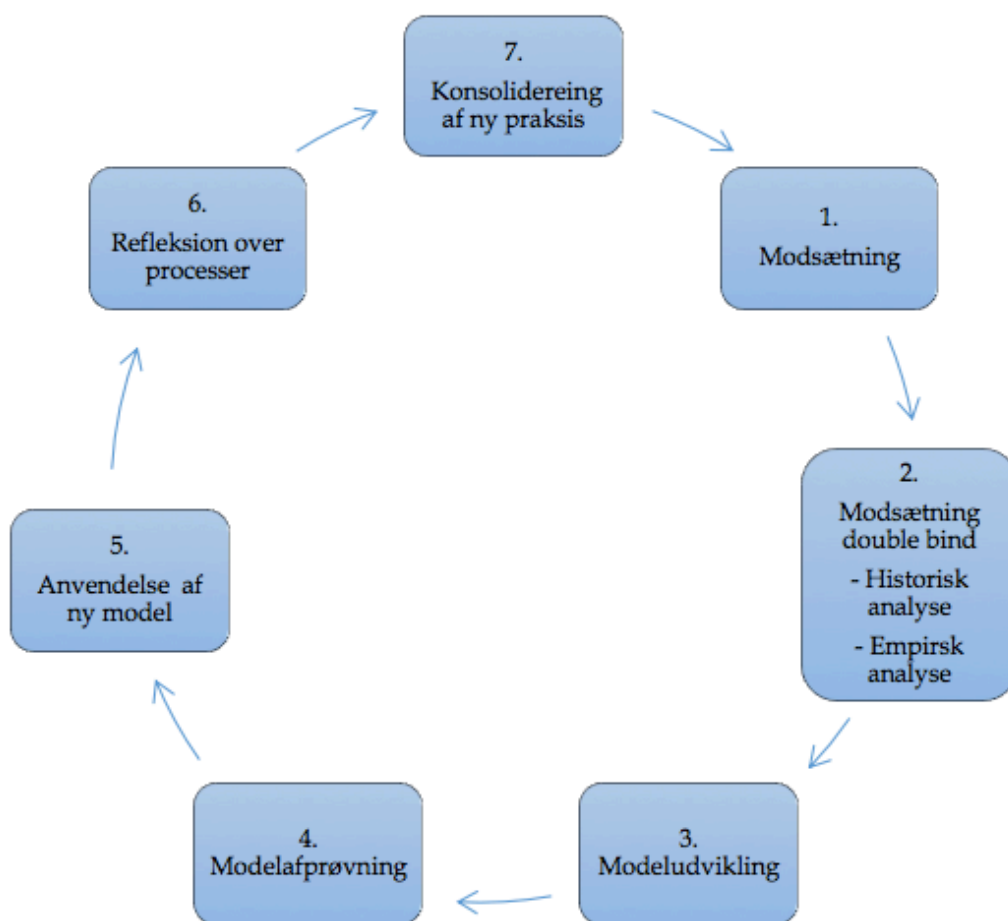 7.
Konsolidereing
af ny praksis
1.
Modsætning
2.
Modsætning
double bind
- Historisk
analyse
- Empirsk
analyse
3.
Modeludvikling
4.
Modelafprøvning
5.
Anvendelse af
ny model
6.
Refleksion over
processer